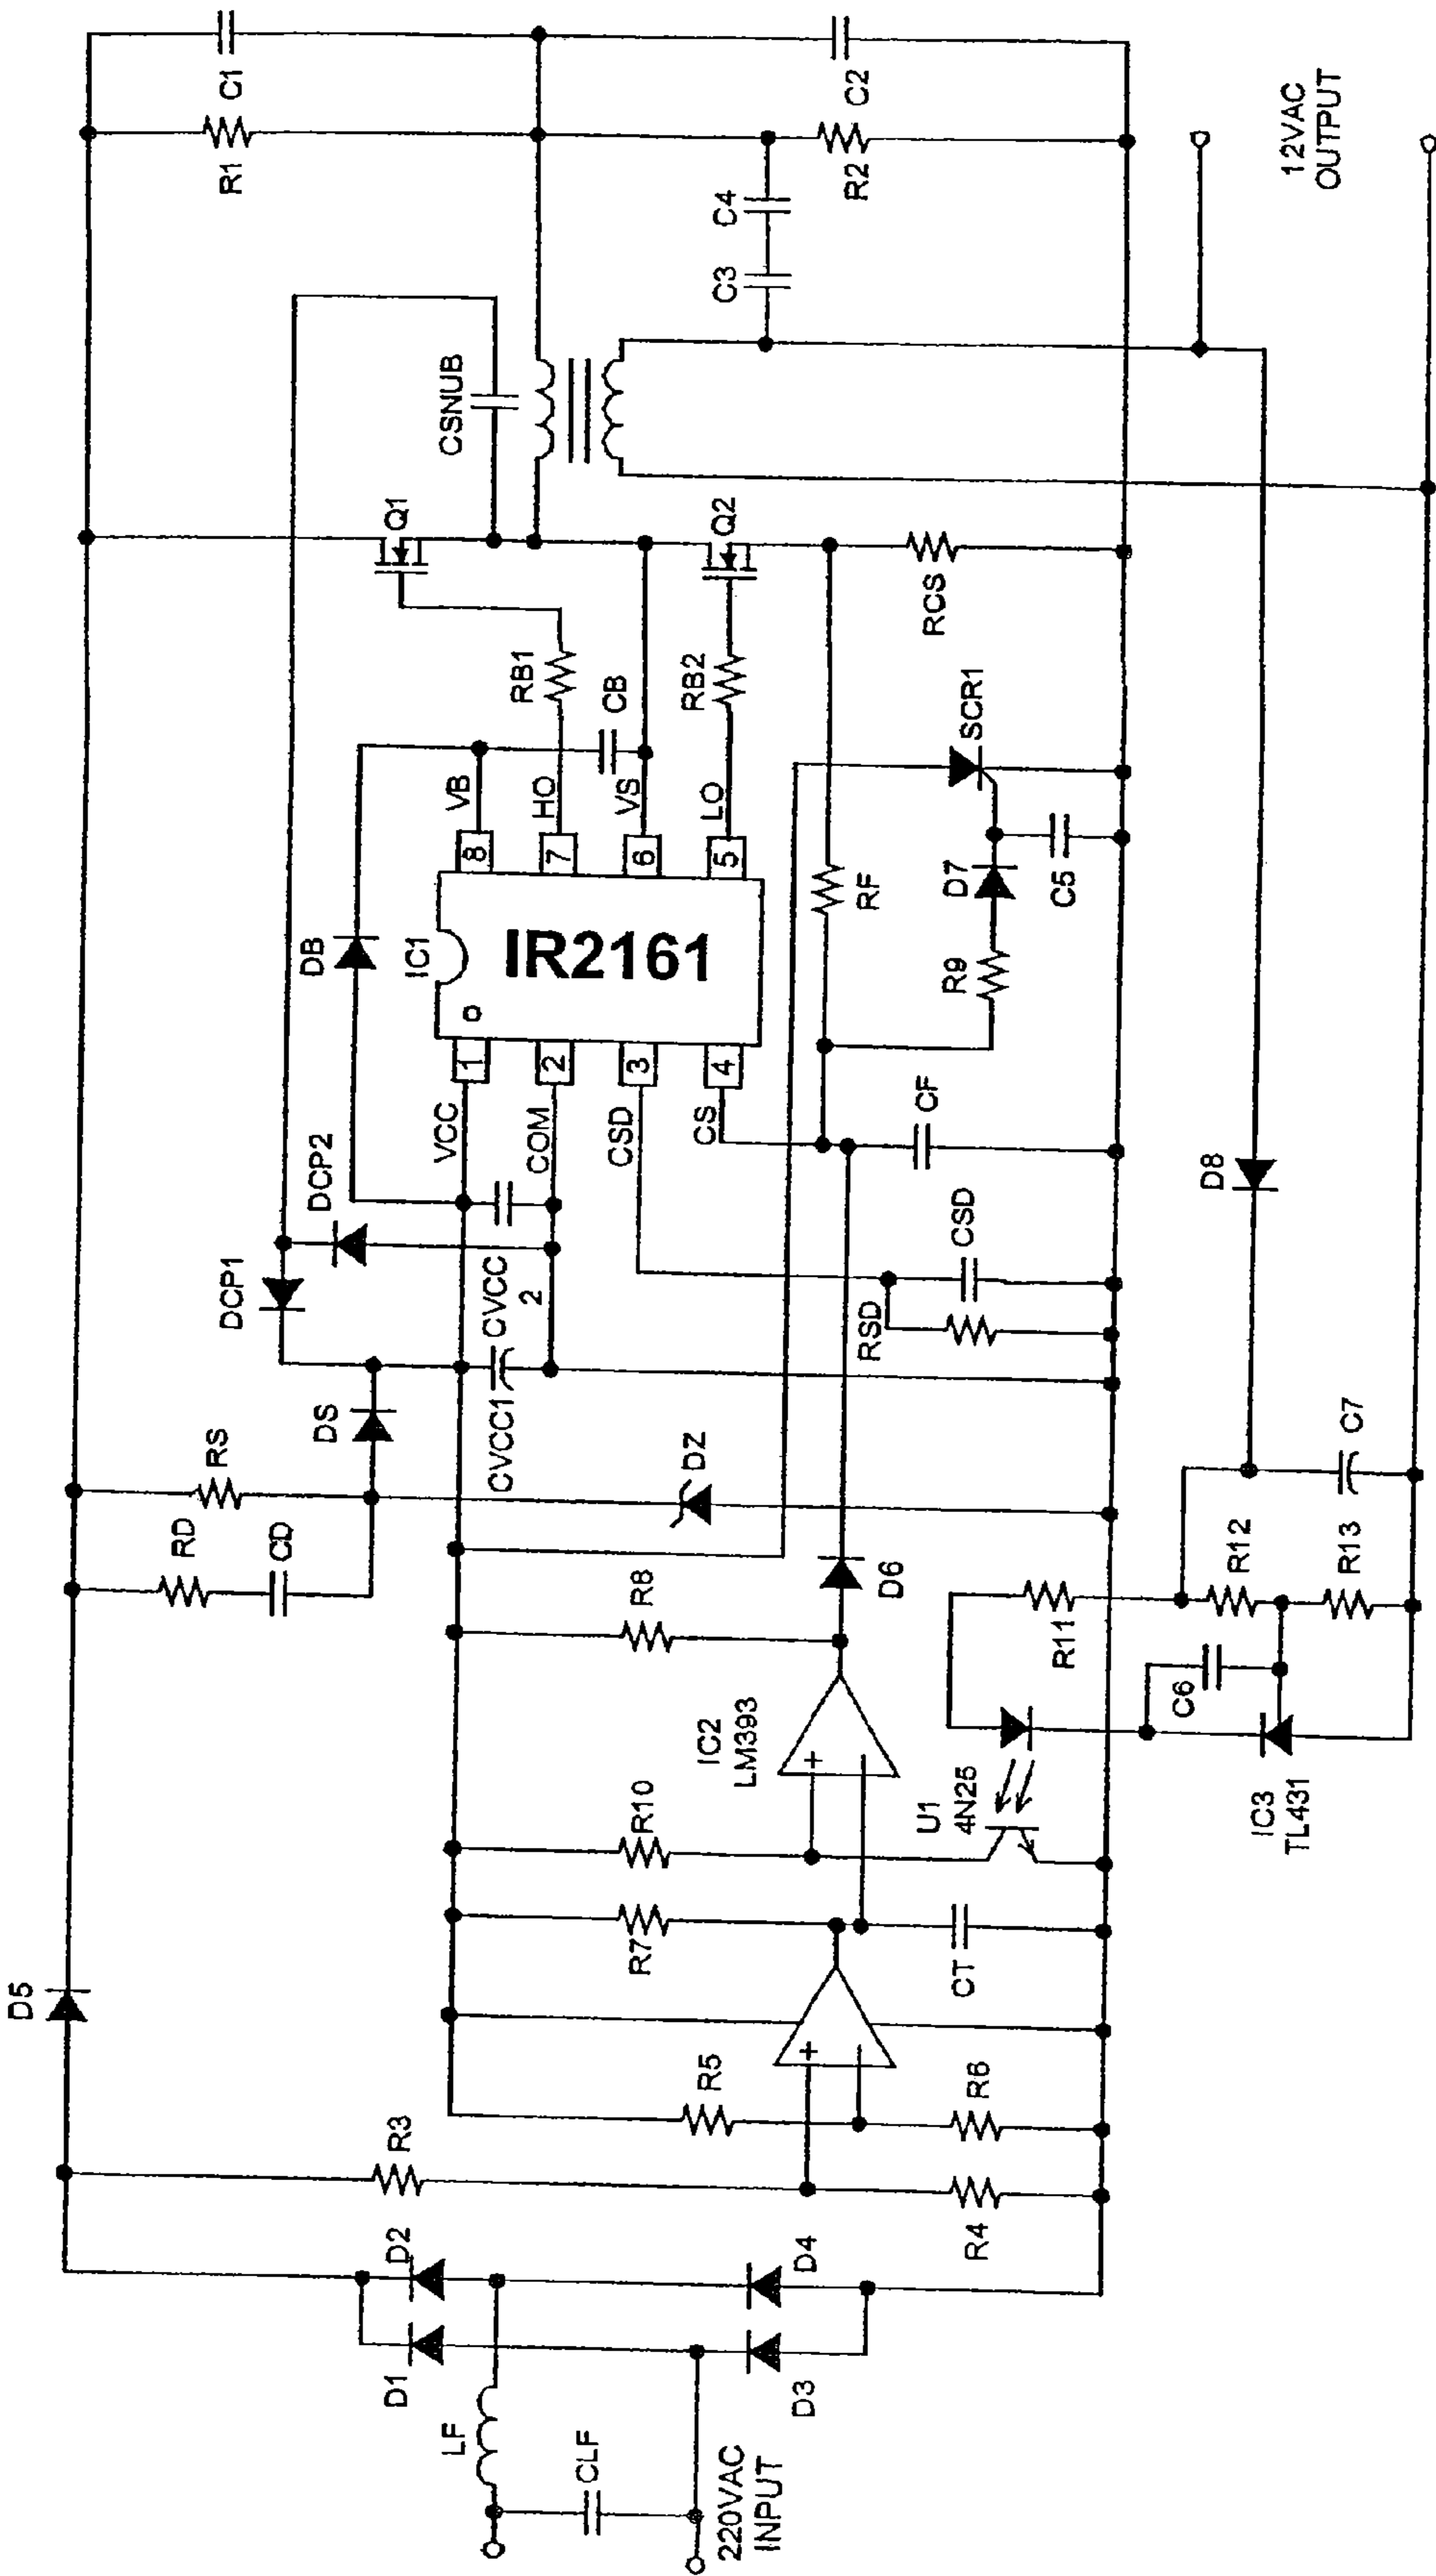 220VAC
INPUT
CLF
LF
D1
D2
D3
D4
D5
R3
R4
R5
R6
+
R7
CT
R10
U1
4N25
IC2
LM393
+
R8
D6
IC3
TL431
C6
R11
R12
R13
C7
D8
RD
CD
RS
DS
DZ
DCP1
DCP2
CVCC1
CVCC
2
VCC
COM
CSD
CS
RSD
CSD
CF
1
2
3
4
IC1
IR2161
8
7
6
5
DB
VB
HO
VS
LO
RB1
CB
RB2
RF
R9
D7
C5
SCR1
Q1
Q2
RCS
CSNUB
C3
C4
R1
C1
R2
C2
12VAC
OUTPUT